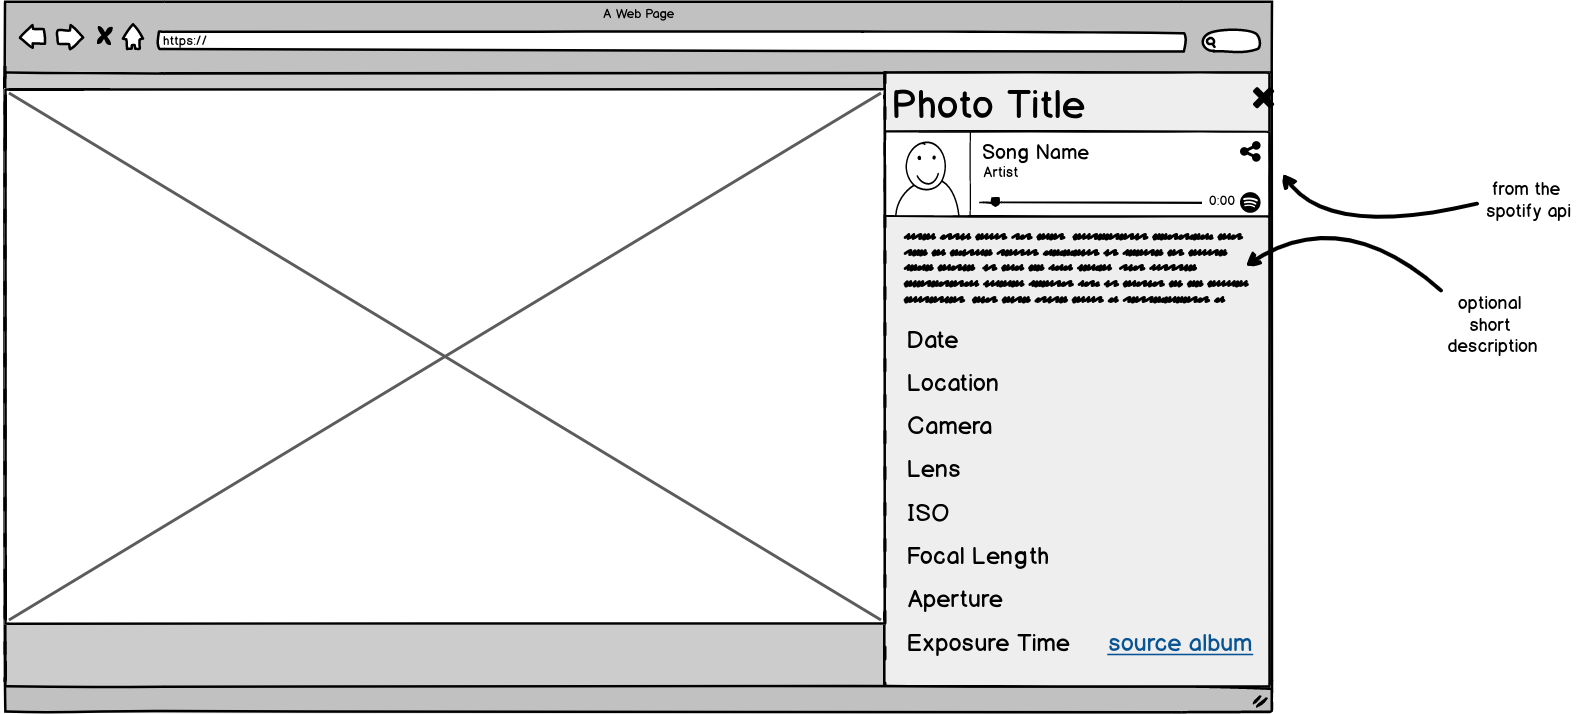 A Web Page
https://
Photo Title
Song Name
Artist
0:00
from the
spotify api
optional
short
description
Date
Location
Camera
Lens
ISO
Focal Length
Aperture
Exposure Time
source album